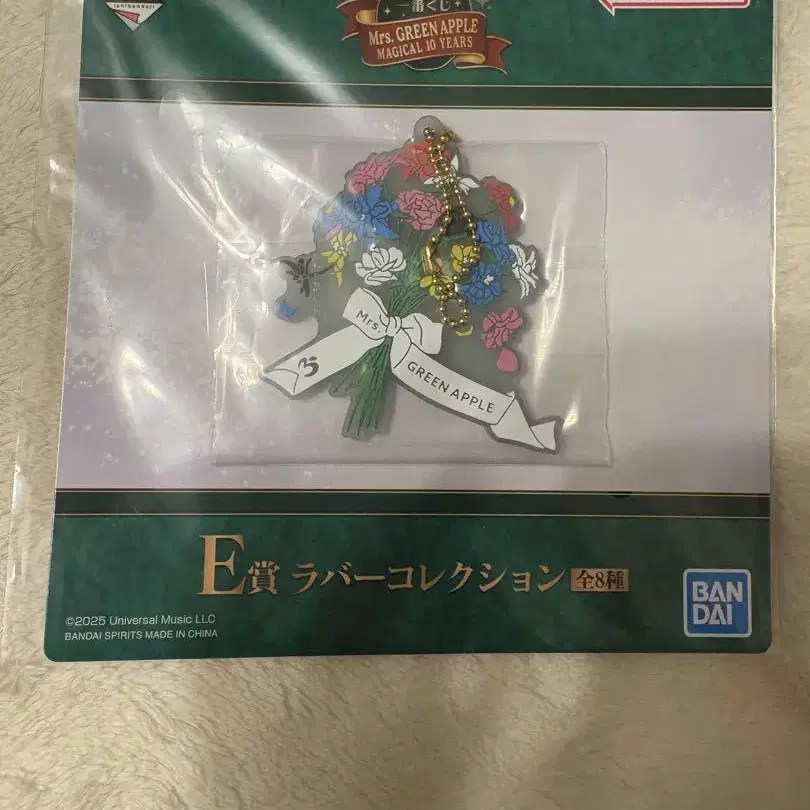 ichibankuji
一番くじ
Mrs. GREEN APPLE
MAGICAL 10 YEARS
Mrs.
GREEN APPLE
E賞 ラバーコレクション 全8種
©2025 Universal Music LLC
BANDAI SPIRITS MADE IN CHINA
BAN
DAI